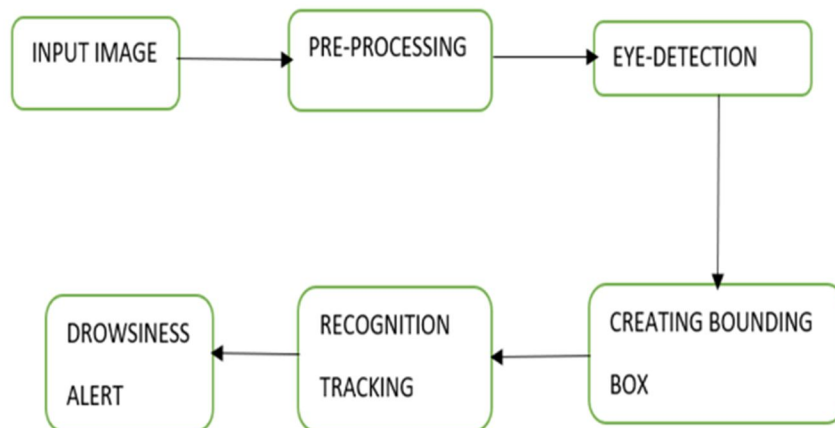 INPUT IMAGE
PRE-PROCESSING
EYE-DETECTION
CREATING BOUNDING
BOX
RECOGNITION
TRACKING
DROWSINESS
ALERT